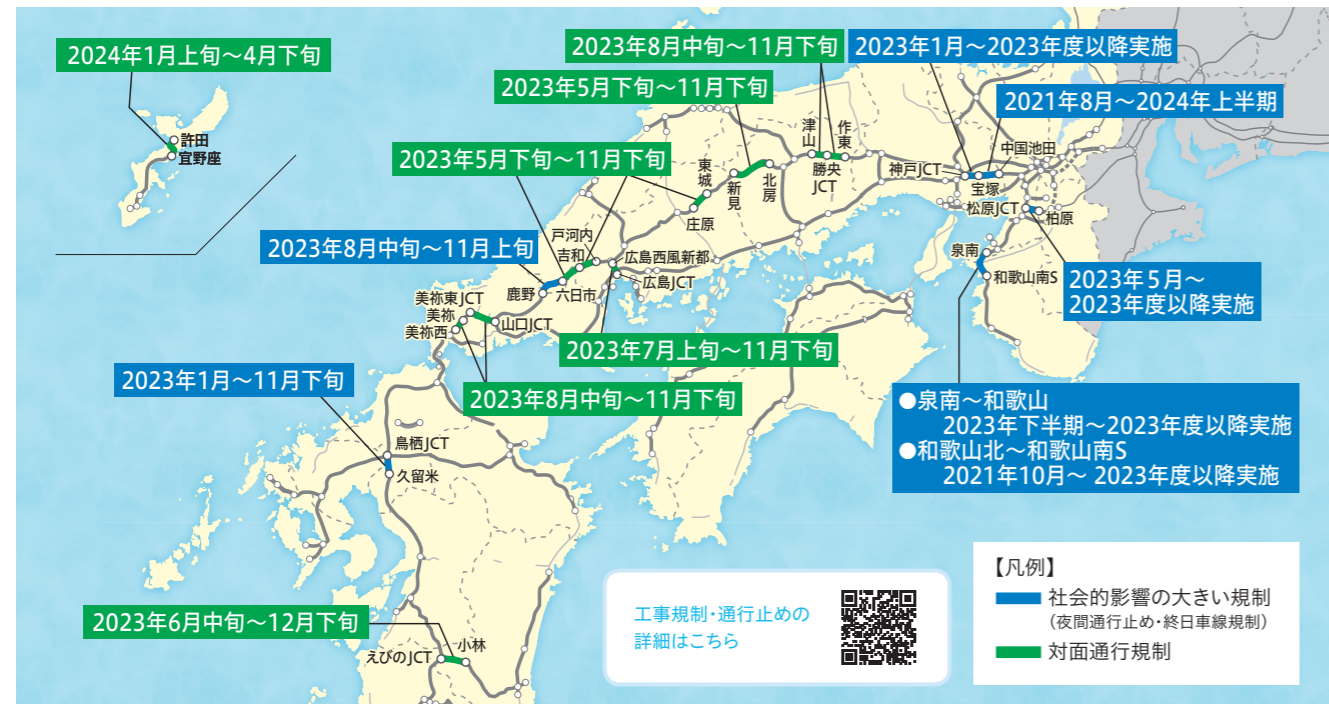 2024年1月上旬〜4月下旬
許田
宜野座
2023年8月中旬〜11月下旬
2023年1月〜2023年度以降実施
2023年5月下旬〜11月下旬
2021年8月〜2024年上半期
2023年5月下旬〜11月下旬
津山
作東
勝央
JCT
中国池田
神戸JCT
宝塚
松原JCT
柏原
東城
新見
北房
庄原
2023年8月中旬〜11月上旬
戸河内
吉和
広島西風新都
広島JCT
鹿野
六日市
泉南
和歌山南S
2023年5月〜
2023年度以降実施
美祢東JCT
美祢
美祢西
山口JCT
2023年7月上旬〜11月下旬
2023年1月〜11月下旬
2023年8月中旬〜11月下旬
●泉南〜和歌山
2023年下半期〜2023年度以降実施
●和歌山北〜和歌山南S
2021年10月〜 2023年度以降実施
鳥栖JCT
久留米
2023年6月中旬〜12月下旬
えびのJCT
小林
工事規制・通行止めの
詳細はこちら
【凡例】
社会的影響の大きい規制
（夜間通行止め・終日車線規制）
対面通行規制